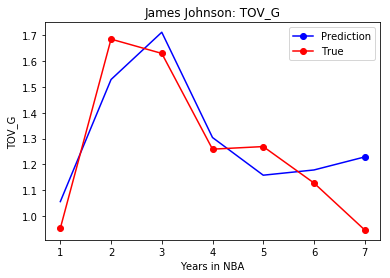 James Johnson: TOV_G
Prediction
True
TOV_G
1.7
1.6
1.5
1.4
1.3
1.2
1.1
1.0
1 2 3 4 5 6 7
Years in NBA